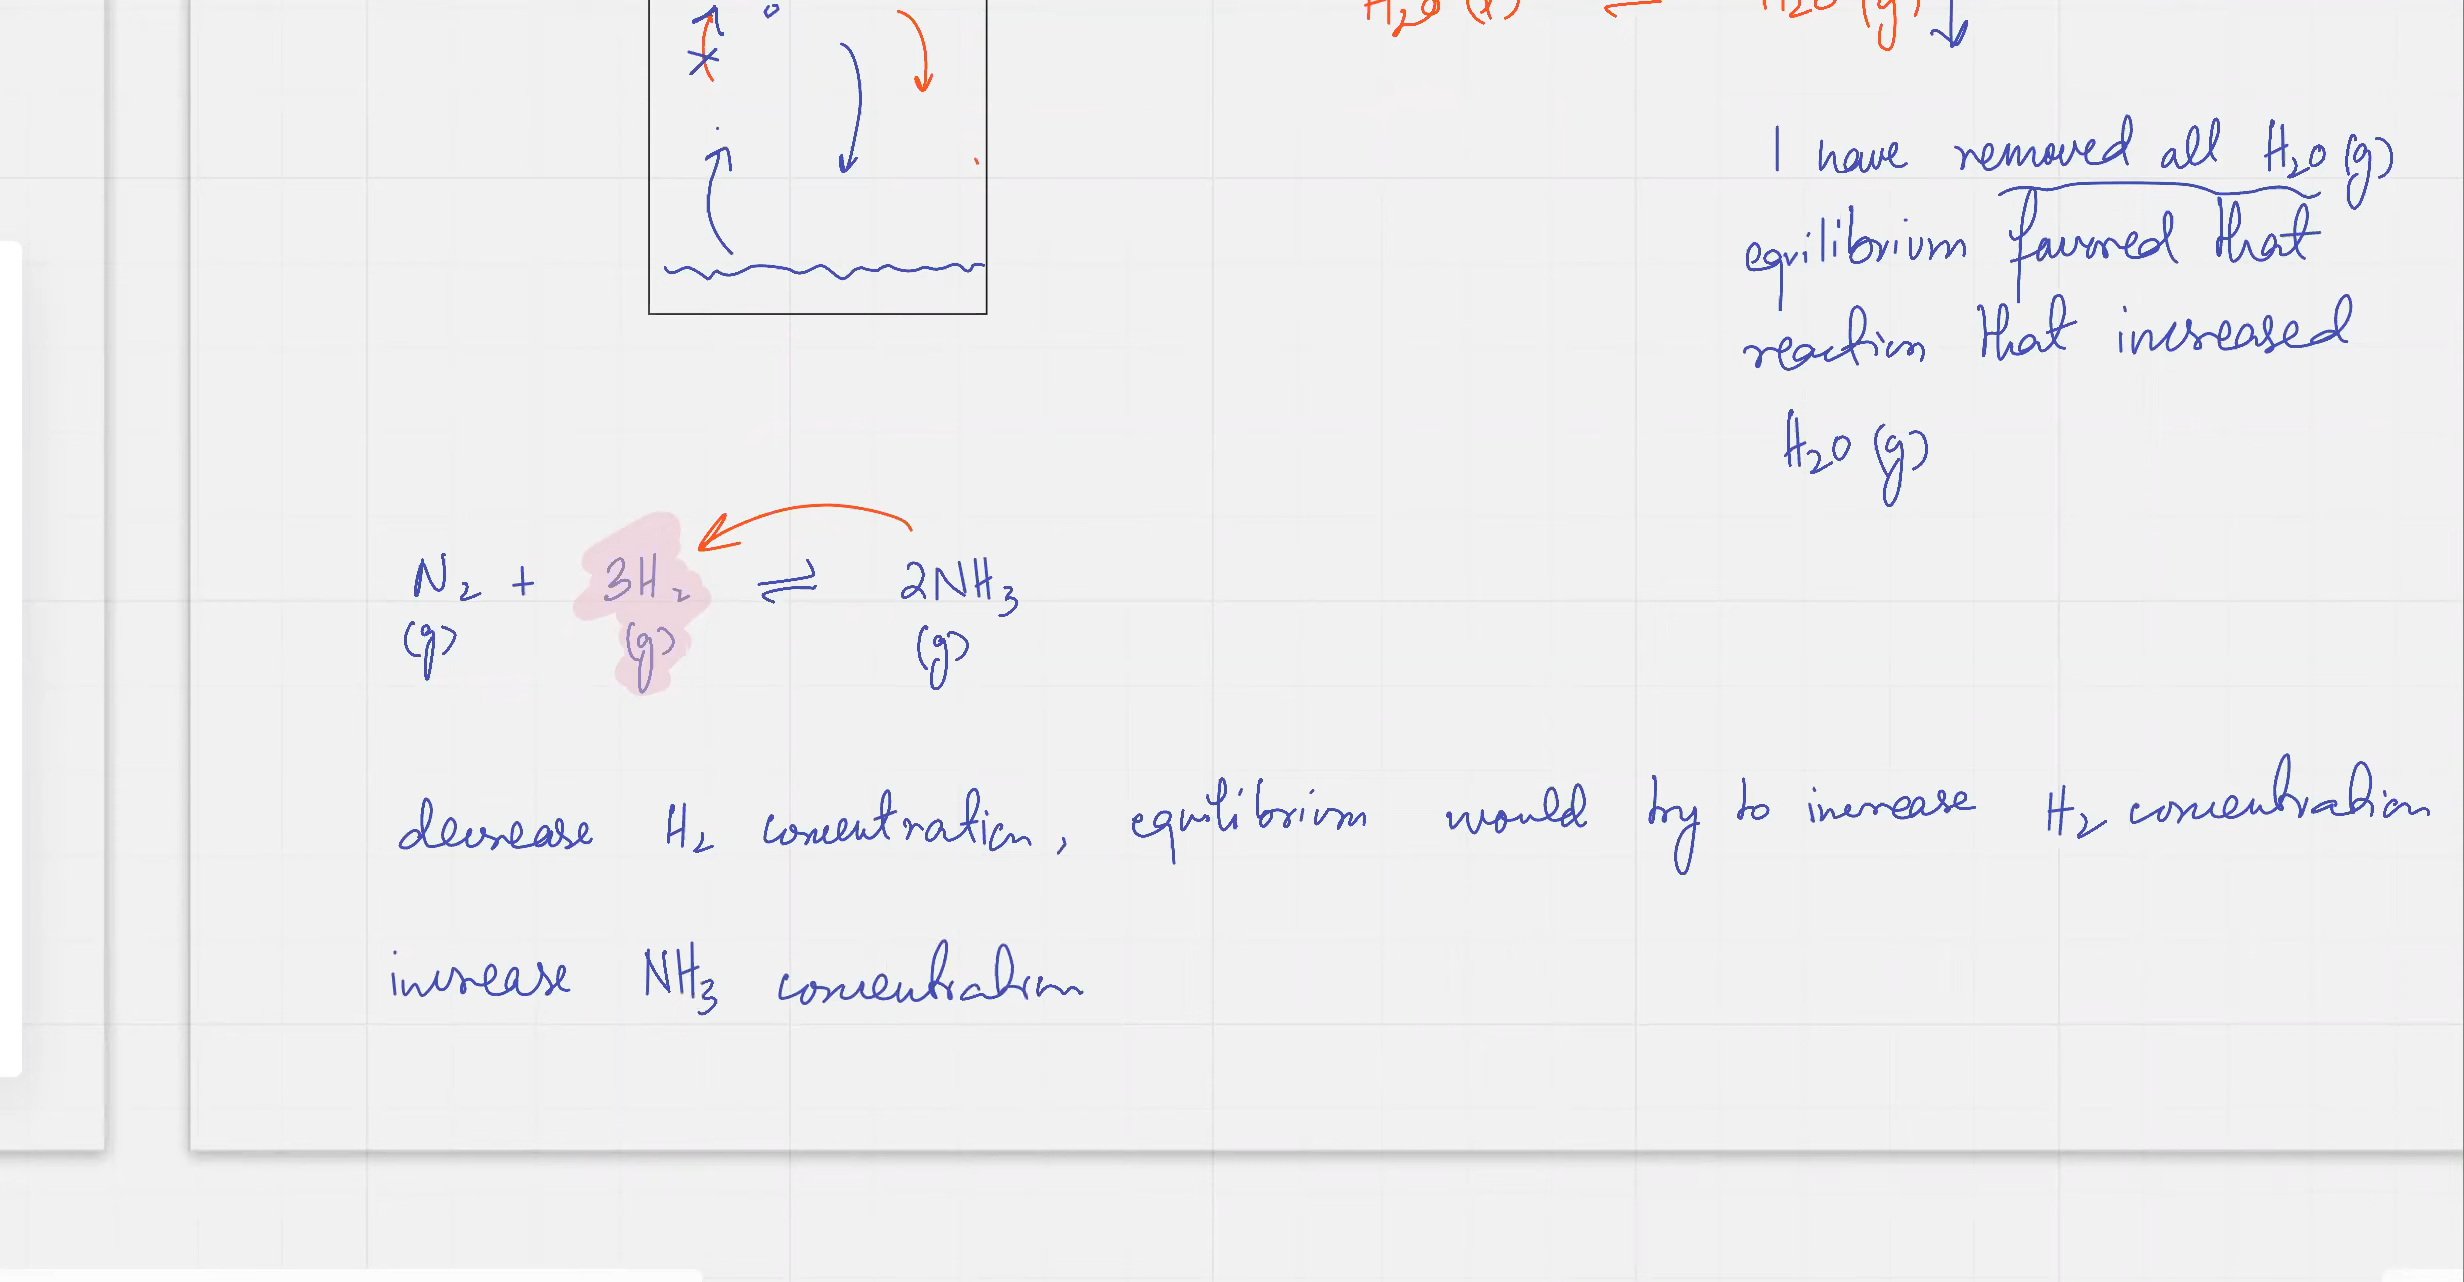 I have removed all H₂O (g)
equilibrium favored that
reaction that increased
H₂O (g)
N₂ + 3H₂ ⇌ 2NH₃
(g) (g) (g)
decrease H₂ concentration, equilibrium would try to increase H₂ concentration
increase NH₃ concentration